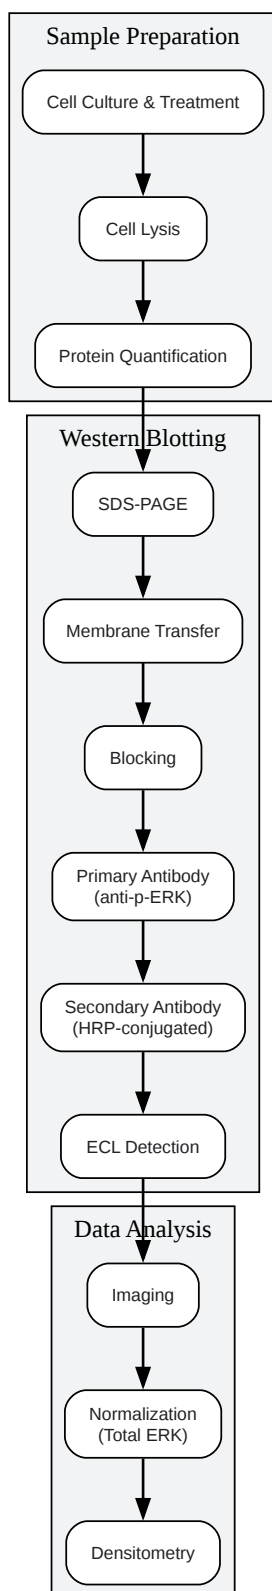 Sample Preparation
Cell Culture & Treatment
Cell Lysis
Protein Quantification
Western Blotting
SDS-PAGE
Membrane Transfer
Blocking
Primary Antibody
(anti-p-ERK)
Secondary Antibody
(HRP-conjugated)
ECL Detection
Data Analysis
Imaging
Normalization
(Total ERK)
Densitometry